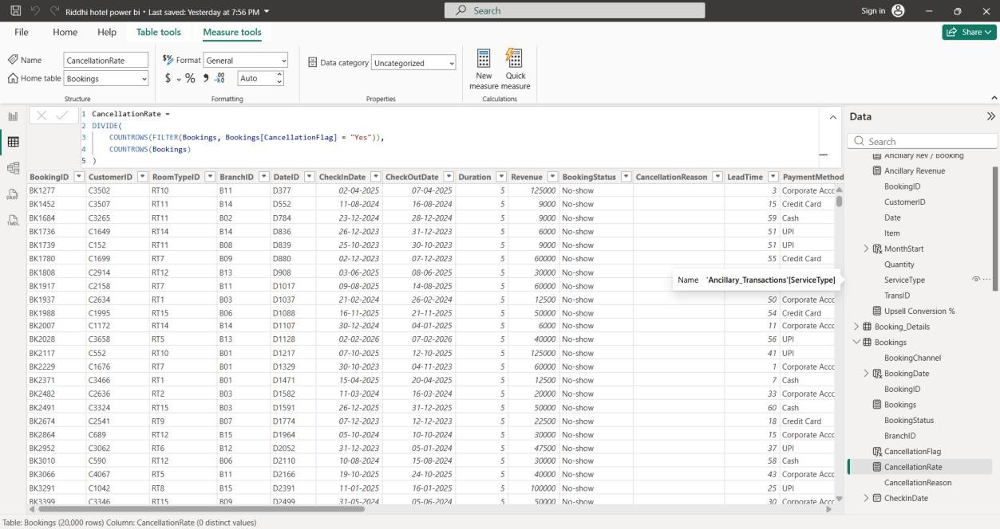 Riddhi hotel power bi • Last saved: Yesterday at 7:56 PM
Search
Sign in
File Home Help Table tools Measure tools
Share
Name CancellationRate
Home table Bookings
Structure
$% Format General
$ % 9 .00 Auto
Formatting
Data category Uncategorized
Properties
New measure
Quick measure
Calculations
1 CancellationRate =
2 DIVIDE(
3 COUNTROWS(FILTER(Bookings, Bookings[CancellationFlag] = "Yes")),
4 COUNTROWS(Bookings)
5 )
BookingID CustomerID RoomTypeID BranchID DateID CheckInDate CheckOutDate Duration Revenue BookingStatus CancellationReason LeadTime PaymentMethod
BK1277 C3502 RT10 B11 D377 02-04-2025 07-04-2025 5 125000 No-show 3 Corporate Acco
BK1452 C3507 RT11 B14 D552 11-08-2024 16-08-2024 5 9000 No-show 15 Credit Card
BK1684 C3265 RT11 B02 D784 23-12-2024 28-12-2024 5 9000 No-show 59 Cash
BK1736 C1649 RT14 B14 D836 26-12-2023 31-12-2023 5 6000 No-show 51 UPI
BK1739 C152 RT11 B08 D839 25-10-2023 30-10-2023 5 9000 No-show 51 UPI
BK1780 C1699 RT7 B09 D880 02-12-2023 07-12-2023 5 60000 No-show 55 Credit Card
BK1808 C2914 RT12 B13 D908 03-06-2025 08-06-2025 5 30000 No-show
BK1917 C2158 RT7 B11 D1017 09-08-2025 14-08-2025 5 60000 No-show
BK1937 C2634 RT1 B03 D1037 21-02-2024 26-02-2024 5 12500 No-show 50 Corporate Acco
BK1988 C1995 RT15 B06 D1088 16-11-2025 21-11-2025 5 50000 No-show 54 Credit Card
BK2007 C1172 RT14 B14 D1107 30-12-2024 04-01-2025 5 6000 No-show 11 Corporate Acco
BK2028 C3658 RT5 B13 D1128 02-02-2026 07-02-2026 5 40000 No-show 56 UPI
BK2117 C552 RT10 B01 D1217 07-10-2025 12-10-2025 5 125000 No-show 41 UPI
BK2229 C1676 RT7 B01 D1329 30-10-2023 04-11-2023 5 60000 No-show 1 Corporate Acco
BK2371 C3466 RT1 B01 D1471 15-04-2025 20-04-2025 5 12500 No-show 7 Cash
BK2482 C2636 RT2 B03 D1582 11-03-2024 16-03-2024 5 20000 No-show 33 Corporate Acco
BK2491 C3324 RT15 B03 D1591 26-12-2025 31-12-2025 5 50000 No-show 60 Cash
BK2674 C2541 RT9 B07 D1774 07-12-2023 12-12-2023 5 22500 No-show 18 Credit Card
BK2864 C689 RT12 B15 D1964 05-10-2024 10-10-2024 5 30000 No-show 15 Corporate Acco
BK2952 C3062 RT6 B12 D2052 31-12-2023 05-01-2024 5 47500 No-show 37 UPI
BK3010 C590 RT12 B06 D2110 10-08-2024 15-08-2024 5 30000 No-show 58 Cash
BK3066 C4067 RT5 B11 D2166 19-10-2025 24-10-2025 5 40000 No-show 43 Corporate Acco
BK3291 C1042 RT8 B15 D2391 11-01-2025 16-01-2025 5 100000 No-show 25 UPI
BK3399 C3346 RT15 B09 D2499 31-05-2024 05-06-2024 5 50000 No-show 30 Corporate Acco
Name 'Ancillary_Transactions'[ServiceType]
Data
Search
Ancillary Rev / Booking
Ancillary Revenue
BookingID
CustomerID
Date
Item
MonthStart
Quantity
ServiceType
TransID
Upsell Conversion %
Booking_Details
Bookings
BookingChannel
BookingDate
BookingID
Bookings
BookingStatus
BranchID
CancellationFlag
CancellationRate
CancellationReason
CheckInDate
Table: Bookings (20,000 rows) Column: CancellationRate (0 distinct values)